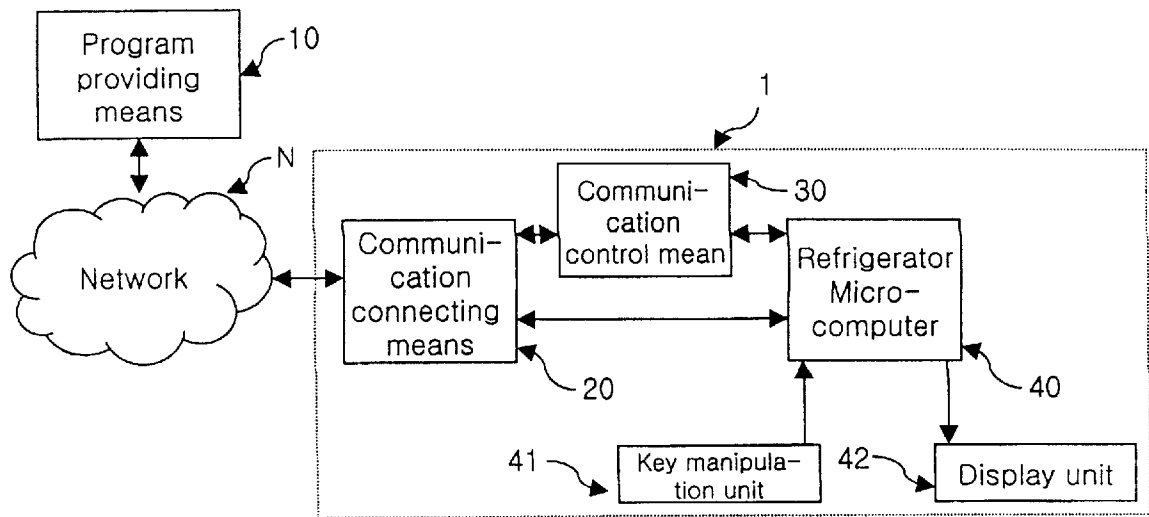 Program
providing
means
10
1
N
Network
Communi-
cation
control mean
30
Communi-
cation
connecting
means
20
Refrigerator
Micro-
computer
40
41
Key manipula-
tion unit
42
Display unit